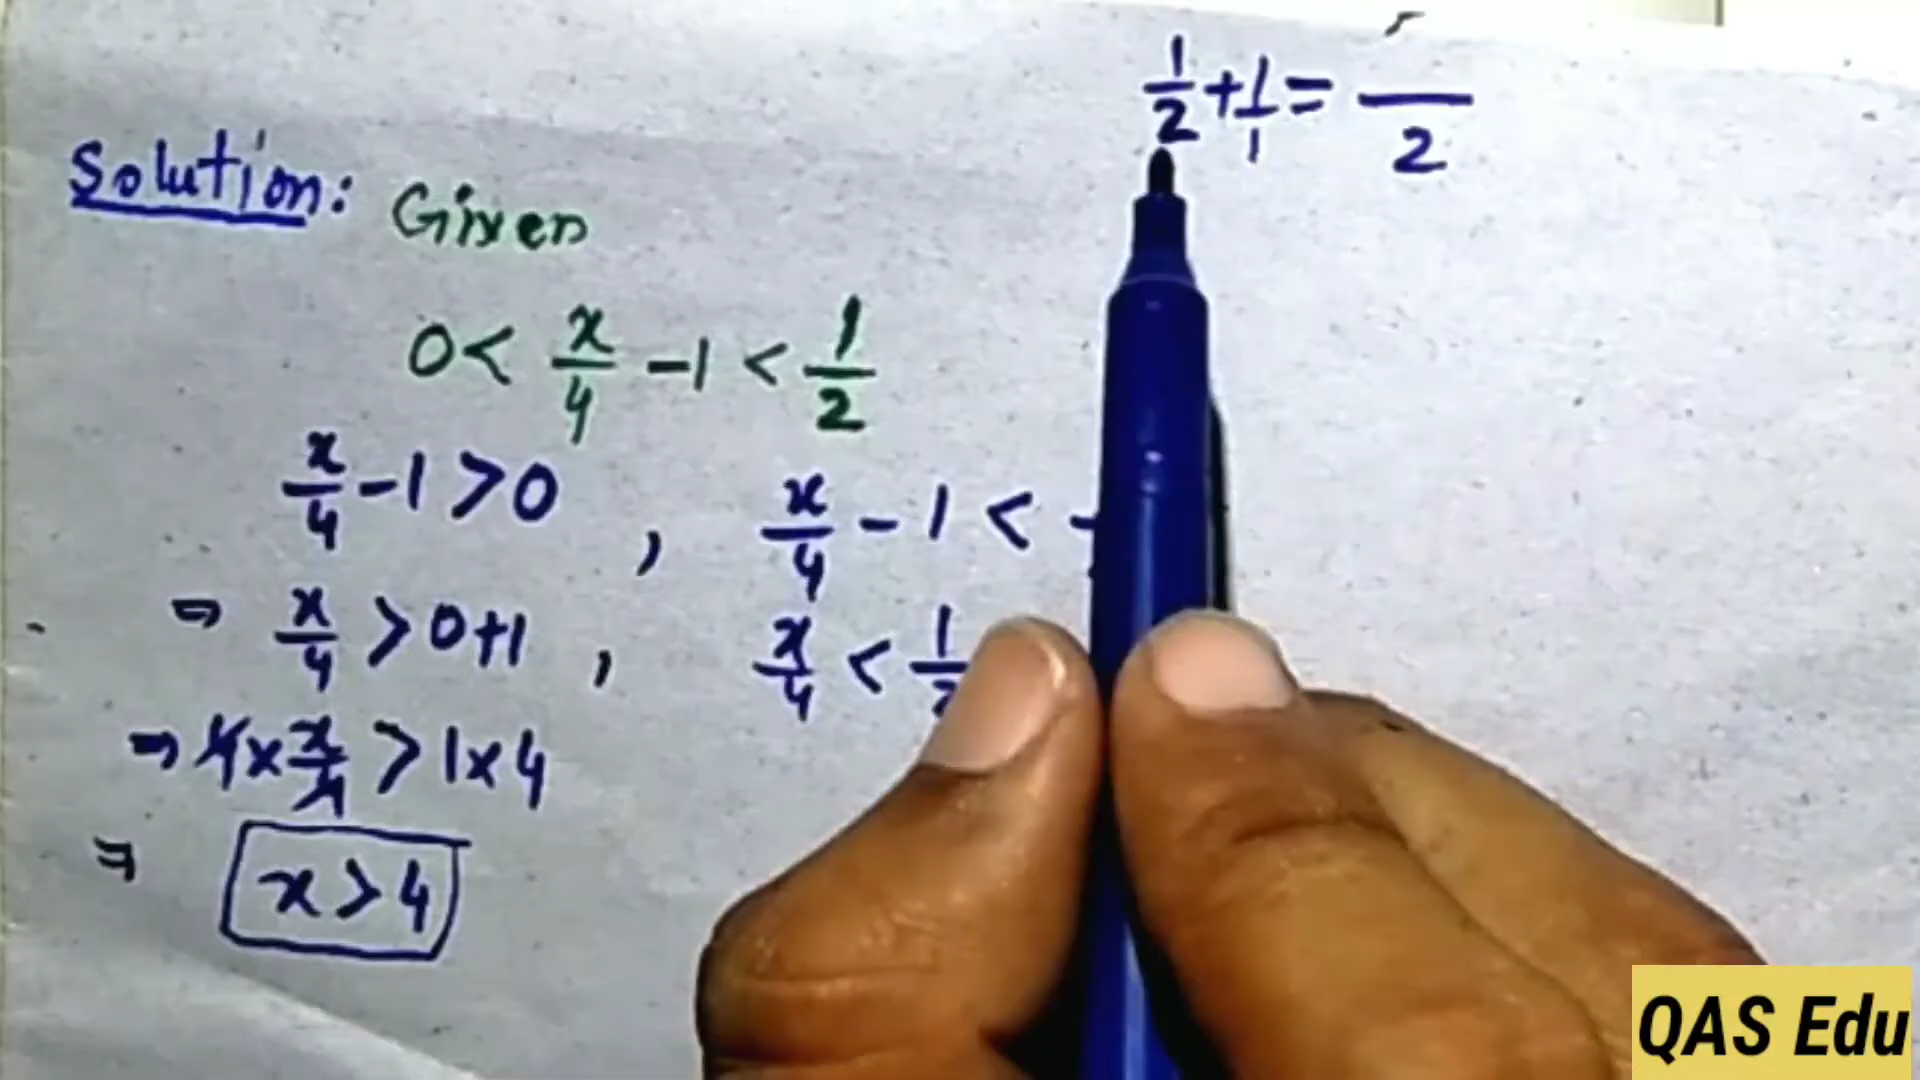 1/2 + 1/1 = —/2
Solution: Given
0 < x/4 - 1 < 1/2
x/4 - 1 > 0 , x/4 - 1 <
⇒ x/4 > 0+1 , x/4 < 1/2
⇒ 4 × x/4 > 1 × 4
⇒ x > 4
QAS Edu